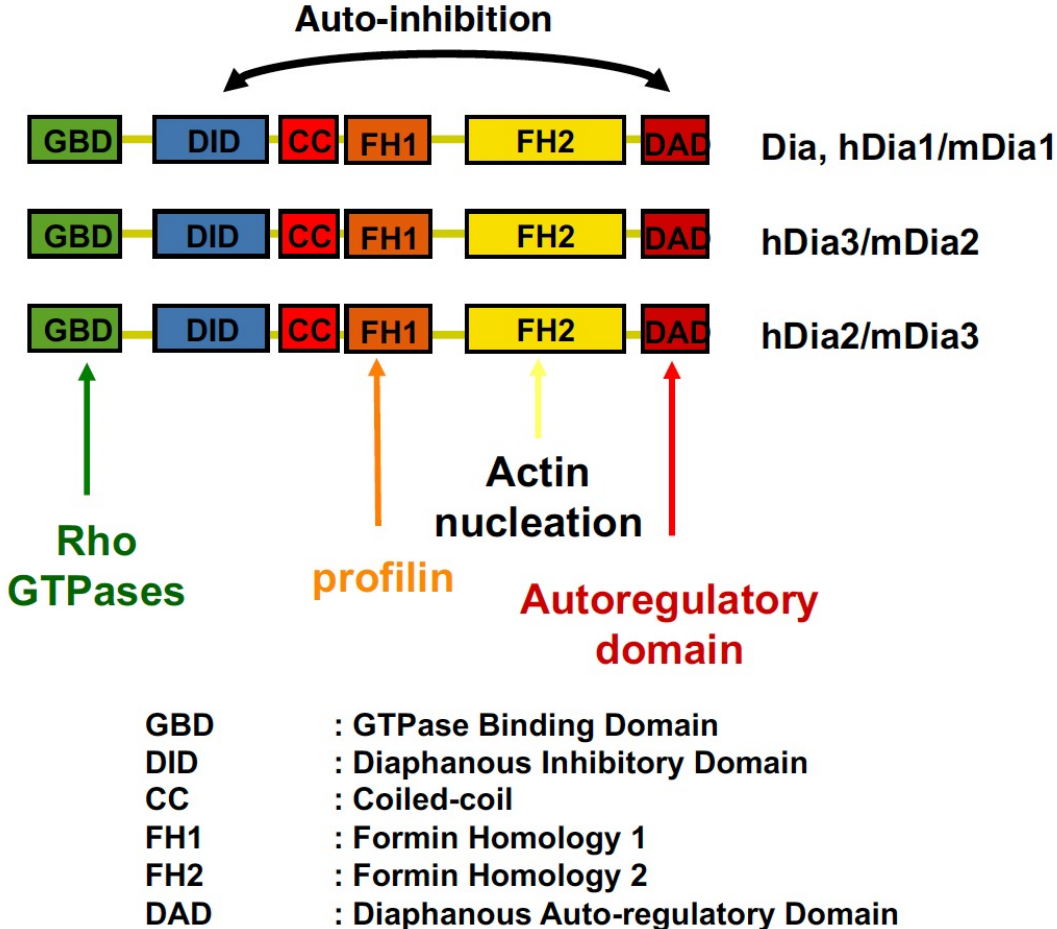 Auto-inhibition
GBD DID CC FH1 FH2 DAD Dia, hDia1/mDia1
GBD DID CC FH1 FH2 DAD hDia3/mDia2
GBD DID CC FH1 FH2 DAD hDia2/mDia3
Actin
nucleation
Rho
GTPases
profilin
Autoregulatory
domain
GBD : GTPase Binding Domain
DID : Diaphanous Inhibitory Domain
CC : Coiled-coil
FH1 : Formin Homology 1
FH2 : Formin Homology 2
DAD : Diaphanous Auto-regulatory Domain